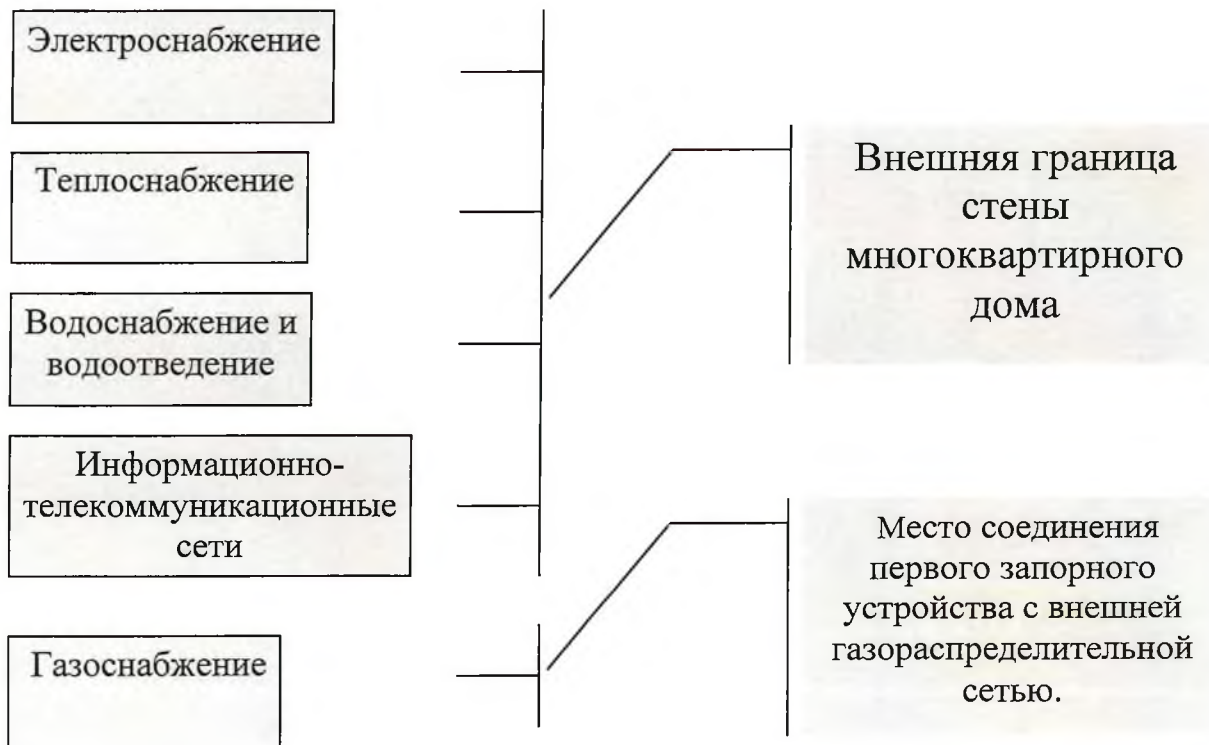 Электроснабжение
Теплоснабжение
Водоснабжение и
водоотведение
Информационно-
телекоммуникационные
сети
Газоснабжение
Внешняя граница
стены
многоквартирного
дома
Место соединения
первого запорного
устройства с внешней
газораспределительной
сетью.